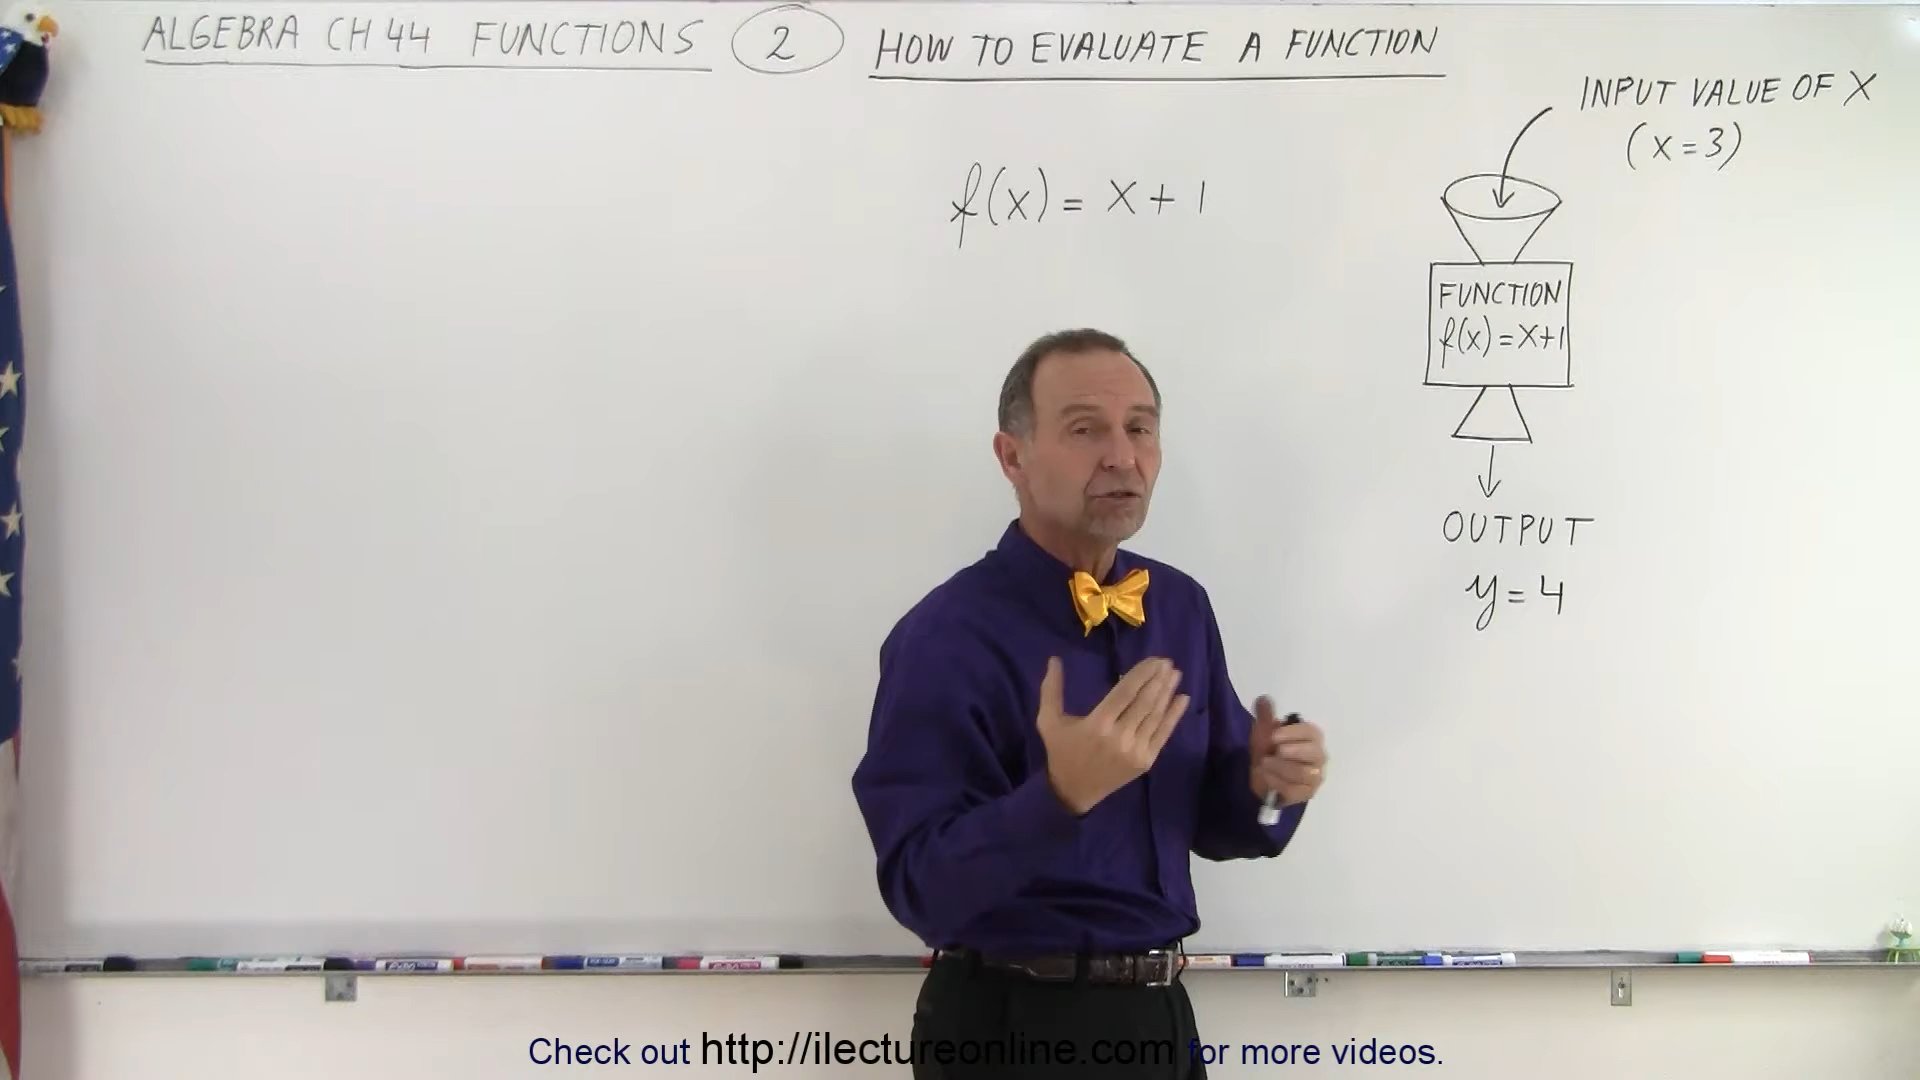 ALGEBRA CH 44 FUNCTIONS 2 HOW TO EVALUATE A FUNCTION
INPUT VALUE OF X
(x = 3)
f(x) = x + 1
FUNCTION
f(x) = x+1
OUTPUT
y = 4
Check out http://ilectureonline.com for more videos.